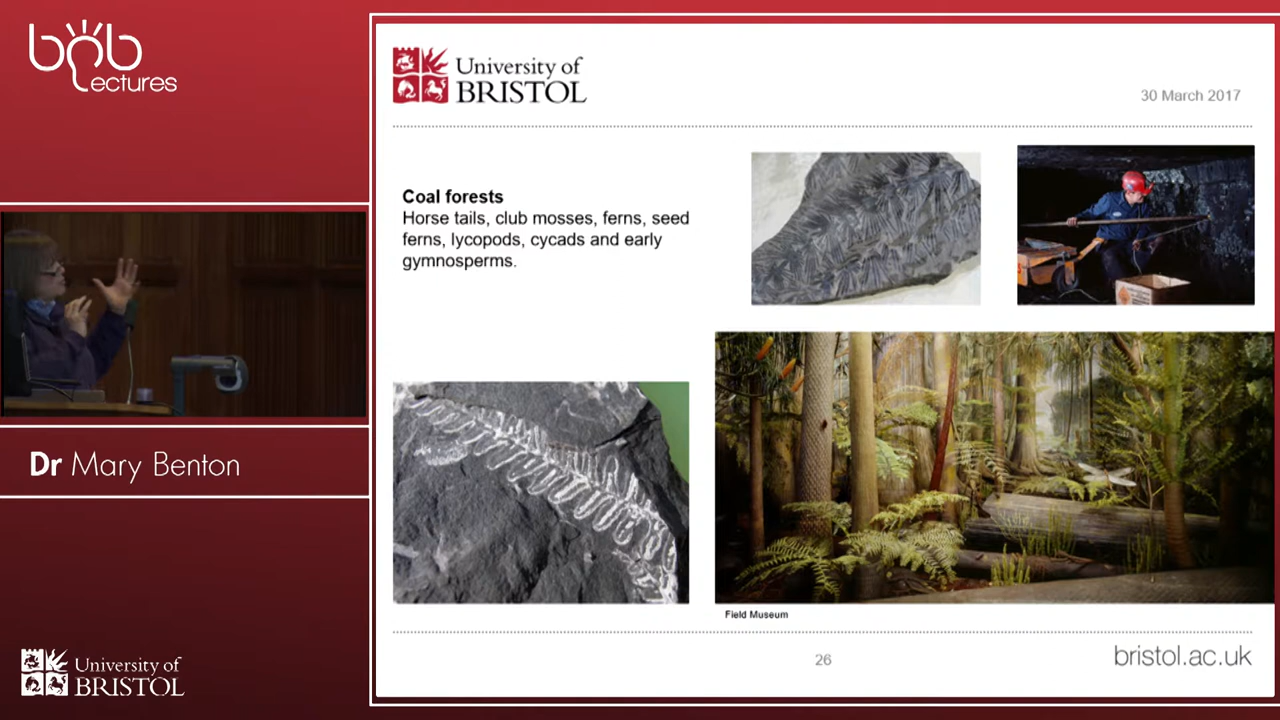 bob
Lectures
University of
BRISTOL
30 March 2017
Coal forests
Horse tails, club mosses, ferns, seed
ferns, lycopods, cycads and early
gymnosperms.
Dr Mary Benton
Field Museum
26
bristol.ac.uk
University of
BRISTOL